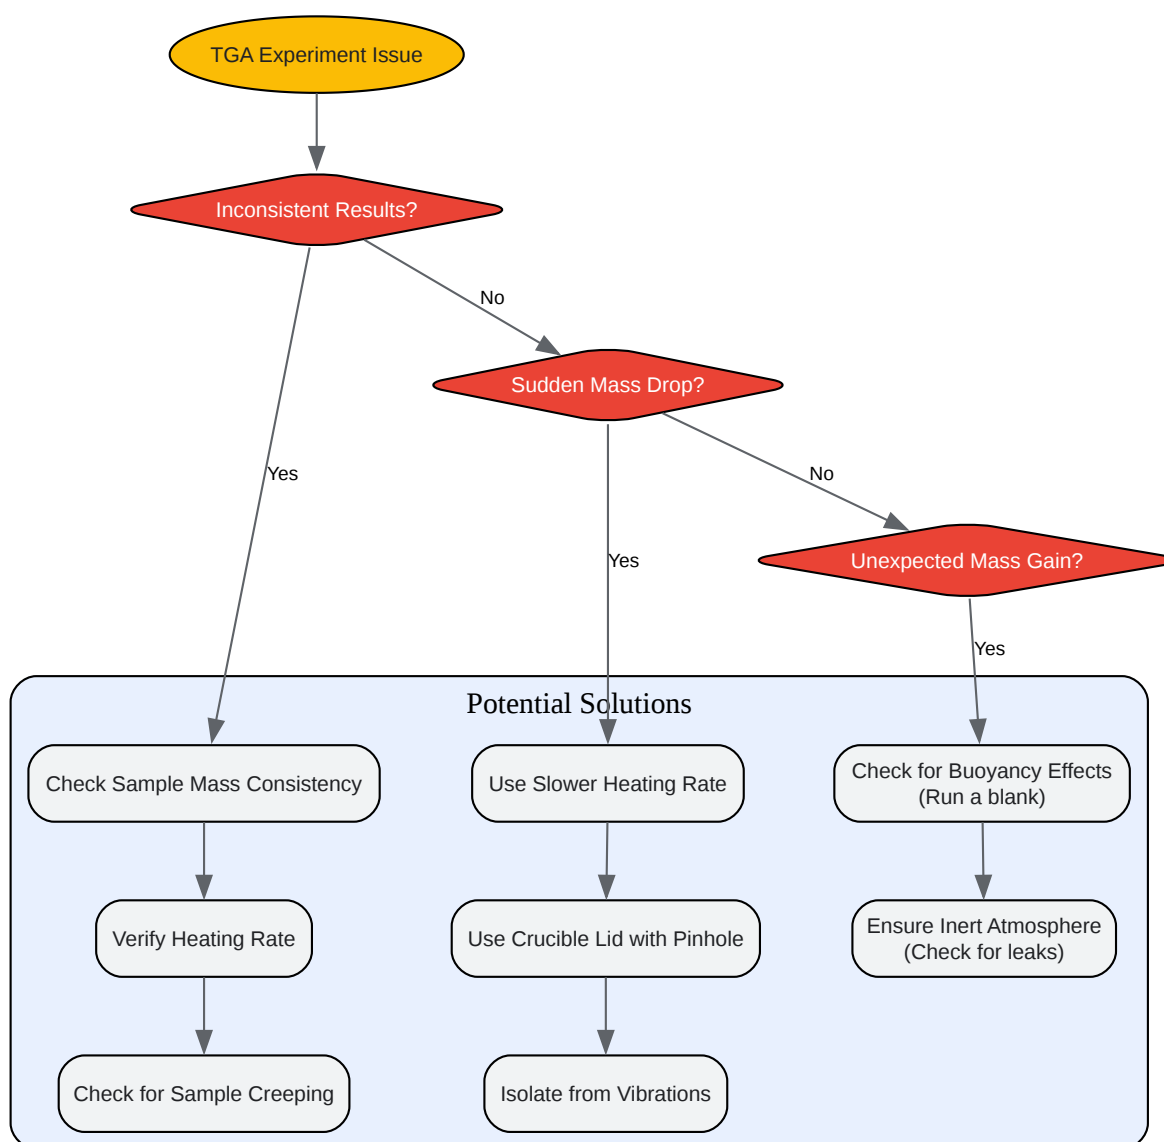 TGA Experiment Issue
Inconsistent Results?
No
Sudden Mass Drop?
Yes
No
Yes
Unexpected Mass Gain?
Yes
Potential Solutions
Check Sample Mass Consistency
Use Slower Heating Rate
Check for Buoyancy Effects
(Run a blank)
Verify Heating Rate
Use Crucible Lid with Pinhole
Ensure Inert Atmosphere
(Check for leaks)
Check for Sample Creeping
Isolate from Vibrations